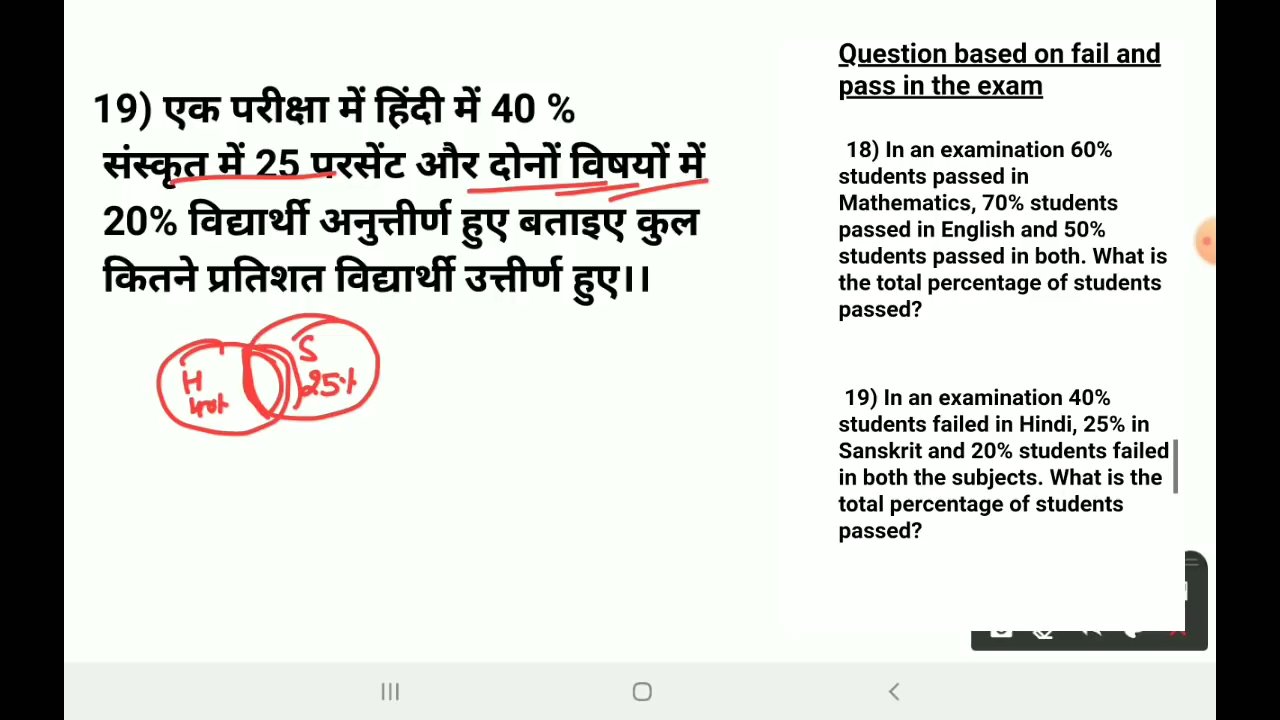 19) एक परीक्षा में हिंदी में 40 %
संस्कृत में 25 परसेंट और दोनों विषयों में
20% विद्यार्थी अनुत्तीर्ण हुए बताइए कुल
कितने प्रतिशत विद्यार्थी उत्तीर्ण हुए।।
H
40%
S
25%
Question based on fail and
pass in the exam
18) In an examination 60%
students passed in
Mathematics, 70% students
passed in English and 50%
students passed in both. What is
the total percentage of students
passed?
19) In an examination 40%
students failed in Hindi, 25% in
Sanskrit and 20% students failed
in both the subjects. What is the
total percentage of students
passed?